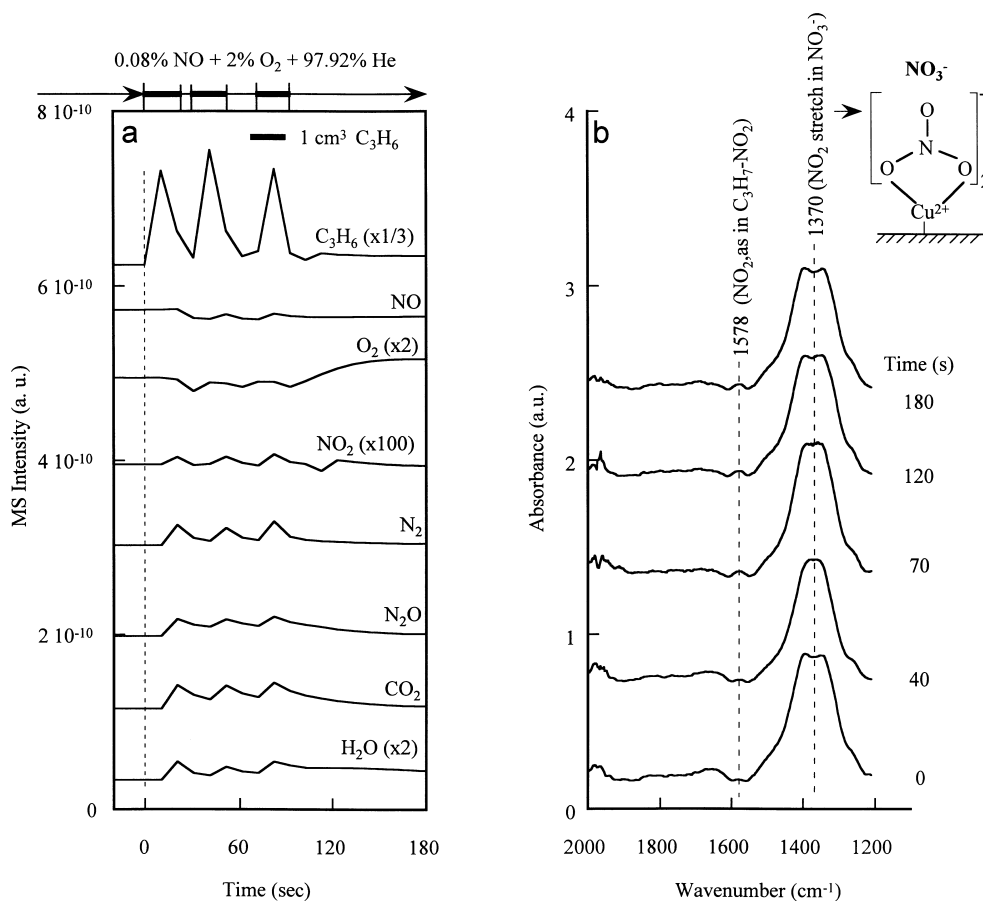 0.08% NO + 2% O₂ + 97.92% He
a
1 cm³ C₃H₆
8 10⁻¹⁰
6 10⁻¹⁰
4 10⁻¹⁰
2 10⁻¹⁰
0
MS Intensity (a. u.)
C₃H₆ (x1/3)
NO
O₂ (x2)
NO₂ (x100)
N₂
N₂O
CO₂
H₂O (x2)
0 60 120 180
Time (sec)
b
4
3
2
1
0
Absorbance (a.u.)
1578 (NO₂,as in C₃H₇-NO₂)
1370 (NO₂ stretch in NO₃⁻)
NO₃⁻
O
N
O O
Cu²⁺
Time (s)
180
120
70
40
0
2000 1800 1600 1400 1200
Wavenumber (cm⁻¹)